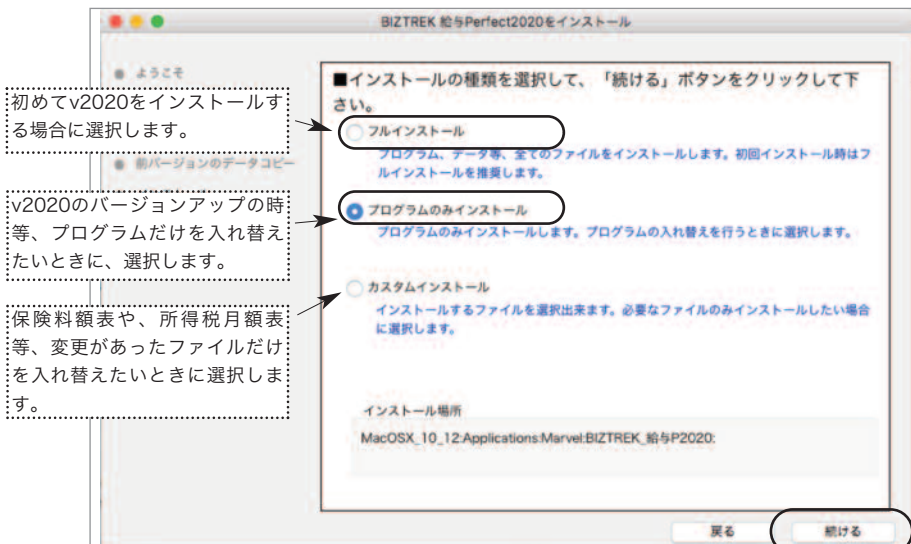 BIZTREK 給与Perfect2020をインストール
ようこそ
初めてv2020をインストールす
る場合に選択します。
前バージョンのデータコピー
v2020のバージョンアップの時
等、プログラムだけを入れ替え
たいときに、選択します。
保険料額表や、所得税月額表
等、変更があったファイルだけ
を入れ替えたいときに選択しま
す。
■インストールの種類を選択して、「続ける」ボタンをクリックして下
さい。
フルインストール
プログラム、データ等、全てのファイルをインストールします。初回インストール時はフ
ルインストールを推奨します。
プログラムのみインストール
プログラムのみインストールします。プログラムの入れ替えを行うときに選択します。
カスタムインストール
インストールするファイルを選択出来ます。必要なファイルのみインストールしたい場合
に選択します。
インストール場所
MacOSX_10_12:Applications:Marvel:BIZTREK_給与P2020:
戻る
続ける